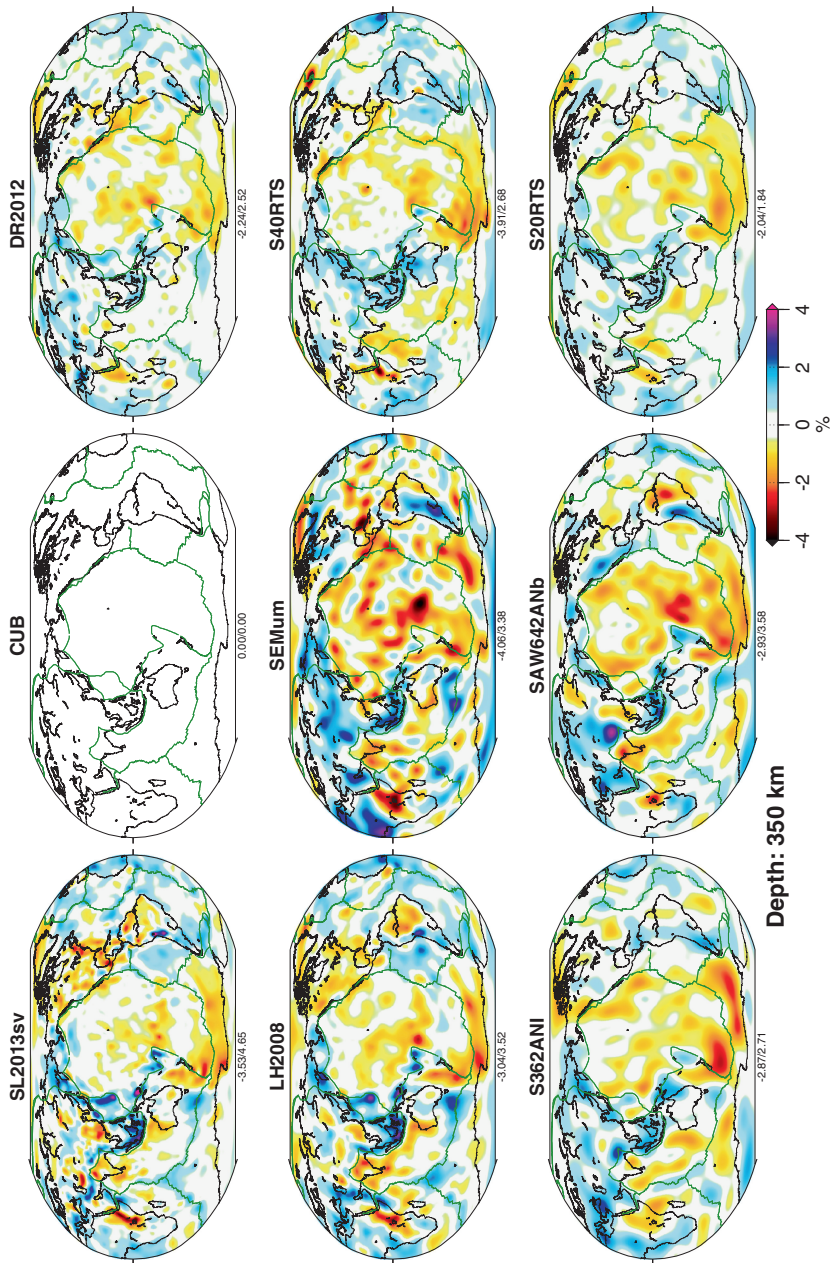 SL2013sv
-3.53/4.65
CUB
0.00/0.00
DR2012
-2.24/2.52
LH2008
-3.04/3.52
SEMum
-4.06/3.38
S40RTS
-3.91/2.68
S362ANI
-2.87/2.71
SAW642ANb
-2.93/3.58
S20RTS
-2.04/1.84
Depth: 350 km
-4 -2 0 2 4
%